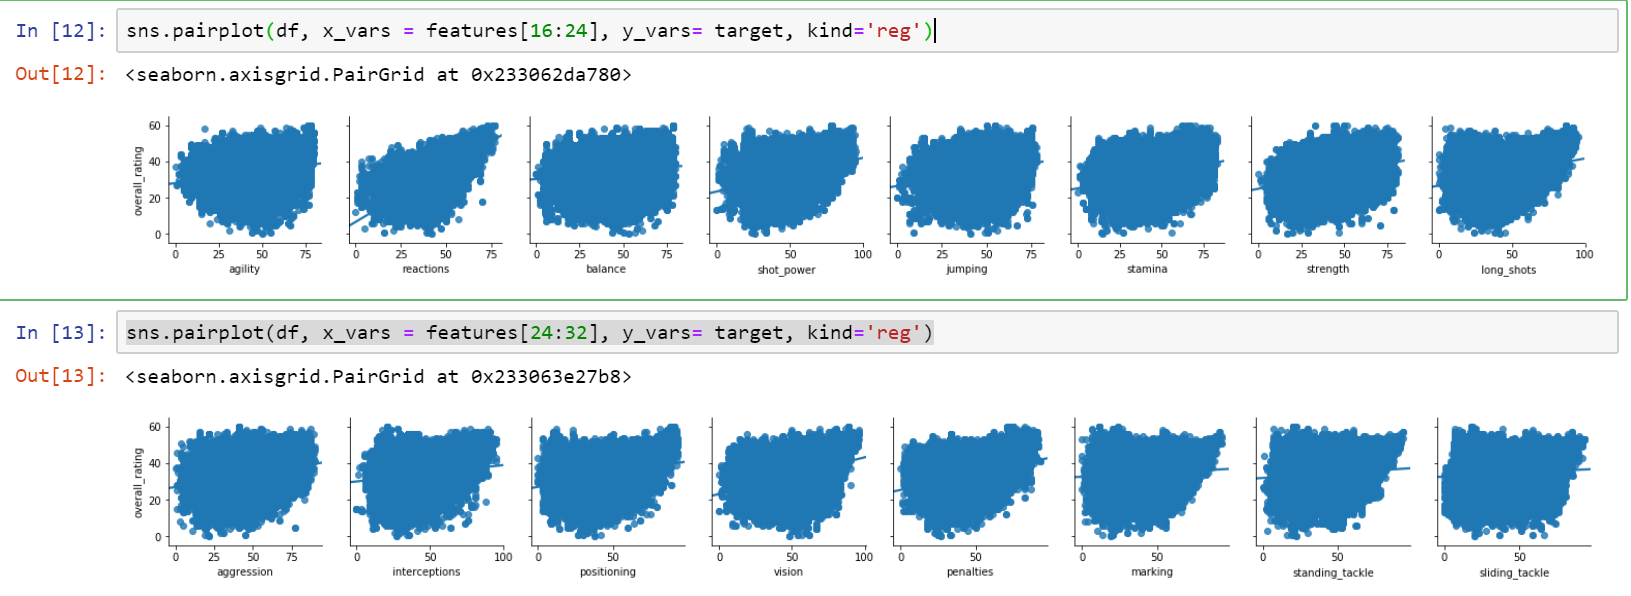 In [12]: sns.pairplot(df, x_vars = features[16:24], y_vars= target, kind='reg')
Out[12]: <seaborn.axisgrid.PairGrid at 0x233062da780>
60
40
20
0
overall_rating
0 25 50 75
agility
0 25 50 75
reactions
0 25 50 75
balance
0 50 100
shot_power
0 25 50 75
jumping
0 25 50 75
stamina
0 25 50 75
strength
0 50 100
long_shots
In [13]: sns.pairplot(df, x_vars = features[24:32], y_vars= target, kind='reg')
Out[13]: <seaborn.axisgrid.PairGrid at 0x233063e27b8>
60
40
20
0
overall_rating
0 25 50 75
aggression
0 50 100
interceptions
0 50
positioning
0 50 100
vision
0 50
penalties
0 50
marking
0 50
standing_tackle
0 50
sliding_tackle